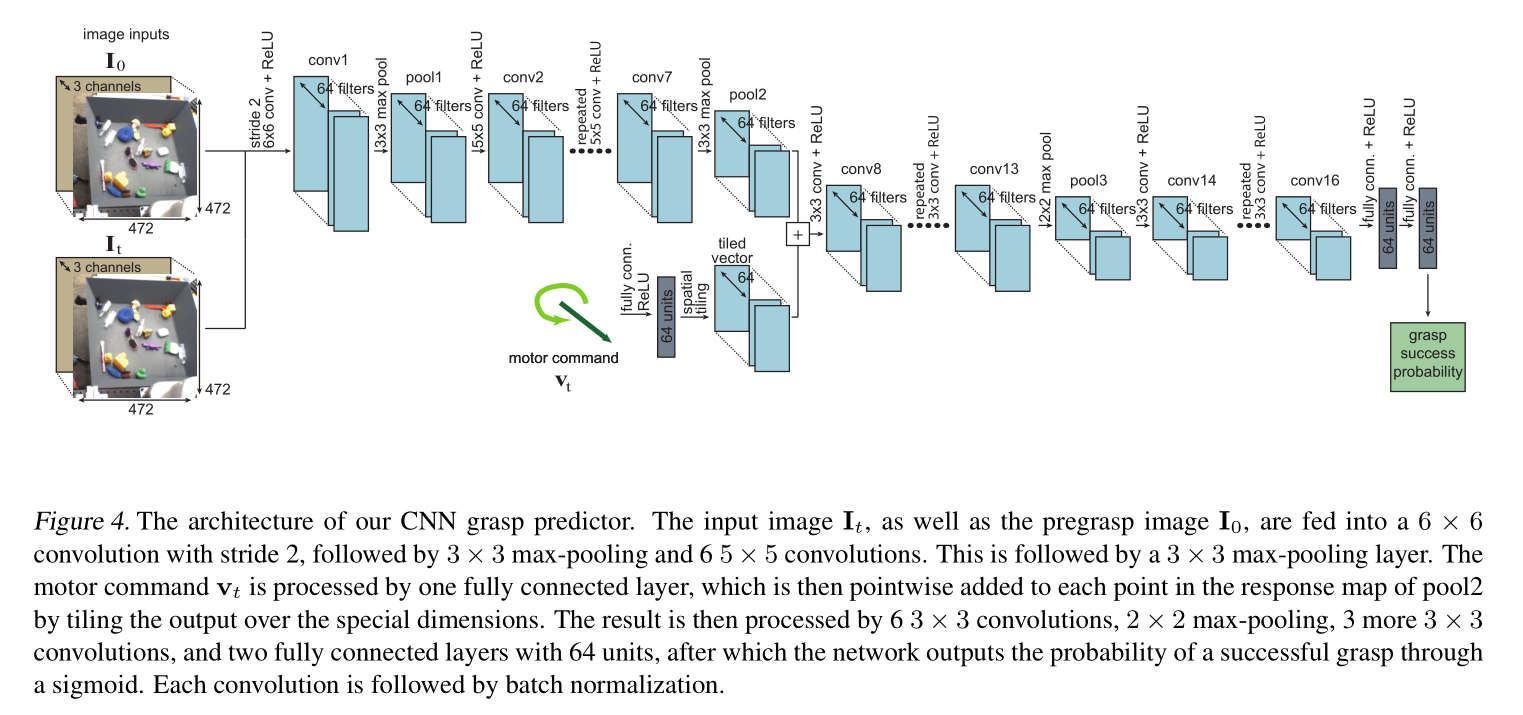 image inputs
I0
3 channels
472
472
It
3 channels
472
472
stride 2
6x6 conv + ReLU
conv1
64 filters
3x3 max pool
pool1
64 filters
5x5 conv + ReLU
conv2
64 filters
repeated
5x5 conv + ReLU
conv7
64 filters
3x3 max pool
pool2
64 filters
motor command
vt
fully conn.
ReLU
64 units
spatial
tiling
tiled
vector
64
+
3x3 conv + ReLU
conv8
64 filters
repeated
3x3 conv + ReLU
conv13
64 filters
2x2 max pool
pool3
64 filters
3x3 conv + ReLU
conv14
64 filters
repeated
3x3 conv + ReLU
conv16
64 filters
fully conn. + ReLU
64 units
fully conn. + ReLU
64 units
grasp
success
probability
Figure 4. The architecture of our CNN grasp predictor. The input image It, as well as the pregrasp image I0, are fed into a 6 × 6
convolution with stride 2, followed by 3 × 3 max-pooling and 6 5 × 5 convolutions. This is followed by a 3 × 3 max-pooling layer. The
motor command vt is processed by one fully connected layer, which is then pointwise added to each point in the response map of pool2
by tiling the output over the special dimensions. The result is then processed by 6 3 × 3 convolutions, 2 × 2 max-pooling, 3 more 3 × 3
convolutions, and two fully connected layers with 64 units, after which the network outputs the probability of a successful grasp through
a sigmoid. Each convolution is followed by batch normalization.